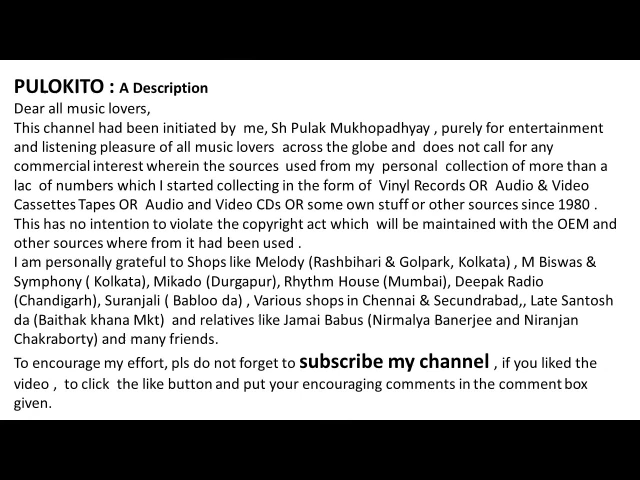 PULOKITO : A Description
Dear all music lovers,
This channel had been initiated by me, Sh Pulak Mukhopadhyay , purely for entertainment
and listening pleasure of all music lovers across the globe and does not call for any
commercial interest wherein the sources used from my personal collection of more than a
lac of numbers which I started collecting in the form of Vinyl Records OR Audio & Video
Cassettes Tapes OR Audio and Video CDs OR some own stuff or other sources since 1980 .
This has no intention to violate the copyright act which will be maintained with the OEM and
other sources where from it had been used .
I am personally grateful to Shops like Melody (Rashbihari & Golpark, Kolkata) , M Biswas &
Symphony ( Kolkata), Mikado (Durgapur), Rhythm House (Mumbai), Deepak Radio
(Chandigarh), Suranjali ( Babloo da) , Various shops in Chennai & Secundrabad,, Late Santosh
da (Baithak khana Mkt) and relatives like Jamai Babus (Nirmalya Banerjee and Niranjan
Chakraborty) and many friends.
To encourage my effort, pls do not forget to subscribe my channel , if you liked the
video , to click the like button and put your encouraging comments in the comment box
given.